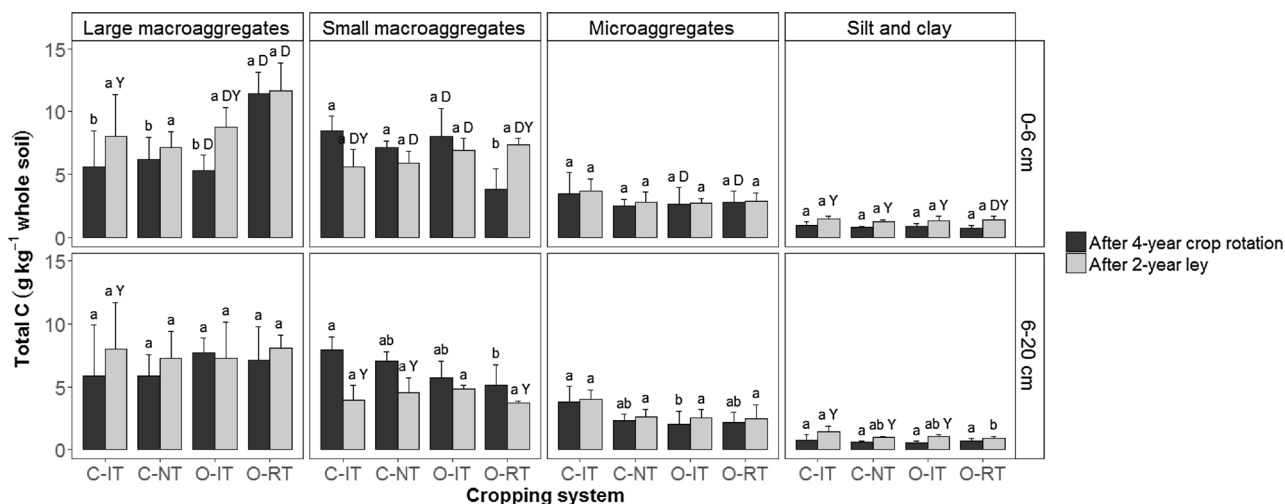 Large macroaggregates
Small macroaggregates
Microaggregates
Silt and clay
15
10
5
0
b
a Y
b
a
b D
a DY
a D
a D
a
a DY
a
a D
a D
a D
b
a DY
a
a
a
a
a D
a
a D
a
a
a Y
a
a Y
a
a Y
a
a DY
0-6 cm
15
10
5
0
a
a Y
a
a
a
a
a
a
a
a Y
ab
a Y
ab
a
b
a Y
a
a
ab
a
b
a
ab
a
a
a Y
a
ab Y
a
ab Y
a
b
6-20 cm
C-IT
C-NT
O-IT
O-RT
C-IT
C-NT
O-IT
O-RT
C-IT
C-NT
O-IT
O-RT
C-IT
C-NT
O-IT
O-RT
Total C (g kg⁻¹ whole soil)
Cropping system
After 4-year crop rotation
After 2-year ley